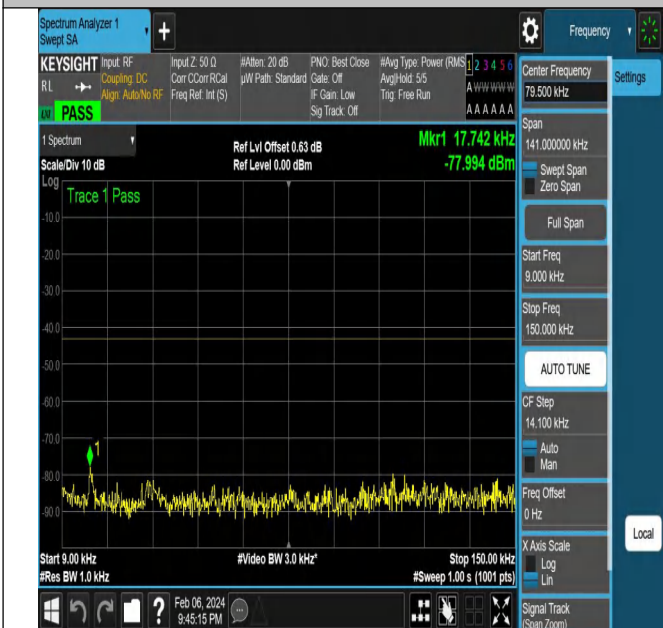 Spectrum Analyzer 1
Swept SA
+
Frequency
KEYSIGHT
RL
LXI
PASS
Input: RF
Coupling: DC
Align: Auto/No RF
Input Z: 50 Ω
Corr CCorr RCal
Freq Ref: Int (S)
#Atten: 20 dB
µW Path: Standard
PNO: Best Close
Gate: Off
IF Gain: Low
Sig Track: Off
#Avg Type: Power (RMS
Avg|Hold: 5/5
Trig: Free Run
1 2 3 4 5 6
A W W W W W
A A A A A A
1 Spectrum
Scale/Div 10 dB
Ref Lvl Offset 0.63 dB
Ref Level 0.00 dBm
Mkr1 17.742 kHz
-77.994 dBm
Log
Trace 1 Pass
-10.0
-20.0
-30.0
-40.0
-50.0
-60.0
-70.0
-80.0
-90.0
1
Start 9.00 kHz
#Res BW 1.0 kHz
#Video BW 3.0 kHz*
Stop 150.00 kHz
#Sweep 1.00 s (1001 pts)
Feb 06, 2024
9:45:15 PM
?
Center Frequency
79.500 kHz
Settings
Span
141.000000 kHz
Swept Span
Zero Span
Full Span
Start Freq
9.000 kHz
Stop Freq
150.000 kHz
AUTO TUNE
CF Step
14.100 kHz
Auto
Man
Freq Offset
0 Hz
X Axis Scale
Log
Lin
Local
Signal Track
(Span Zoom)